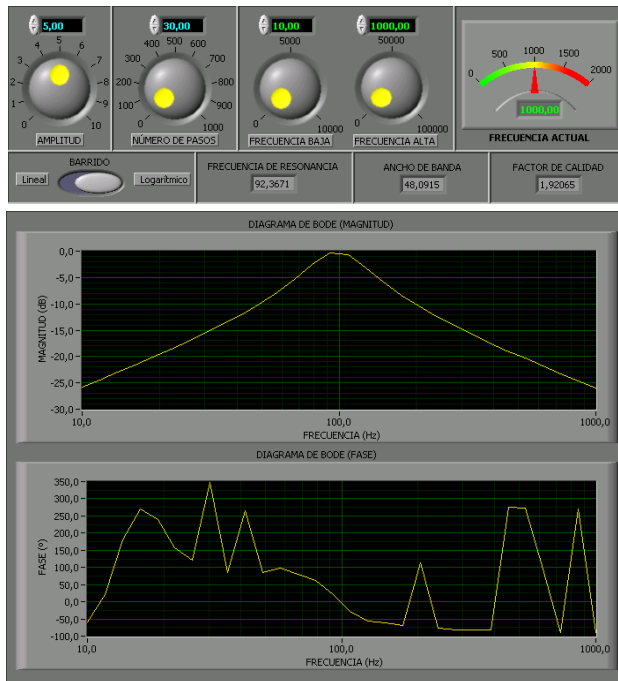 5,00
30,00
10,00
1000,00
0 1 2 3 4 5 6 7 8 9 10
AMPLITUD
0 100 200 300 400 500 600 700 800 900 1000
NÚMERO DE PASOS
0 5000 10000
FRECUENCIA BAJA
0 50000 100000
FRECUENCIA ALTA
0 500 1000 1500 2000
1000,00
FRECUENCIA ACTUAL
BARRIDO
Lineal
Logarítmico
FRECUENCIA DE RESONANCIA
92,3671
ANCHO DE BANDA
48,0915
FACTOR DE CALIDAD
1,92065
DIAGRAMA DE BODE (MAGNITUD)
MAGNITUD (dB)
0,0
-5,0
-10,0
-15,0
-20,0
-25,0
-30,0
10,0 100,0 1000,0
FRECUENCIA (Hz)
DIAGRAMA DE BODE (FASE)
FASE (º)
350,0
300,0
250,0
200,0
150,0
100,0
50,0
0,0
-50,0
-100,0
10,0 100,0 1000,0
FRECUENCIA (Hz)